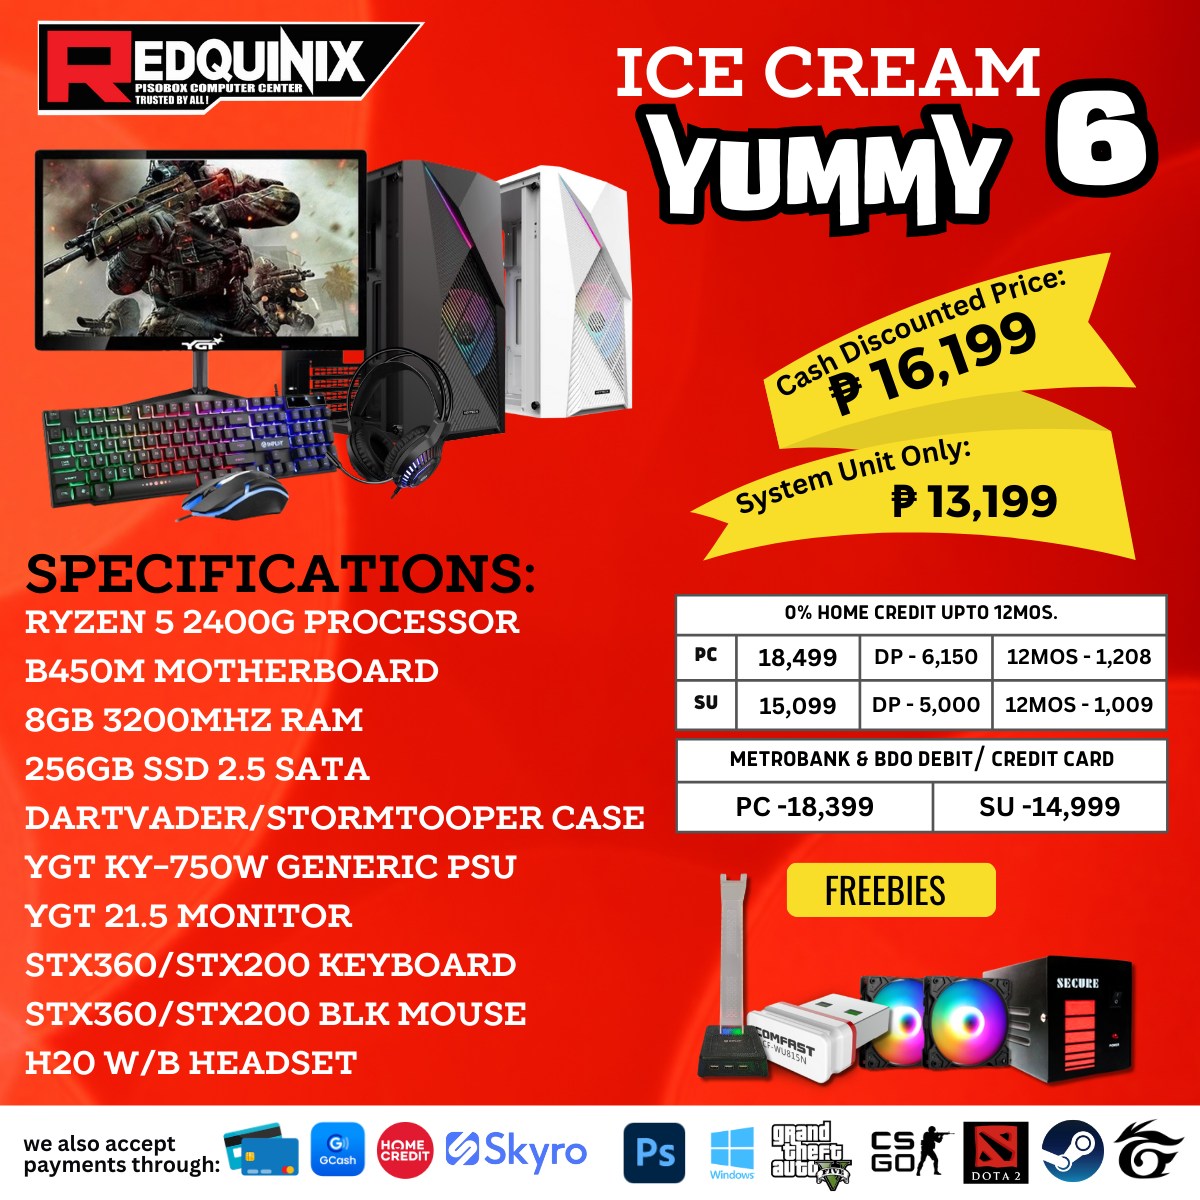 REDQUINIX
PISOBOX COMPUTER CENTER
TRUSTED BY ALL!
ICE CREAM
YUMMY 6
YGT
INPLAY
Cash Discounted Price:
₱ 16,199
System Unit Only:
₱ 13,199
SPECIFICATIONS:
RYZEN 5 2400G PROCESSOR
B450M MOTHERBOARD
8GB 3200MHZ RAM
256GB SSD 2.5 SATA
DARTVADER/STORMTOOPER CASE
YGT KY-750W GENERIC PSU
YGT 21.5 MONITOR
STX360/STX200 KEYBOARD
STX360/STX200 BLK MOUSE
H20 W/B HEADSET
0% HOME CREDIT UPTO 12MOS.
PC 18,499 DP - 6,150 12MOS - 1,208
SU 15,099 DP - 5,000 12MOS - 1,009
METROBANK & BDO DEBIT/ CREDIT CARD
PC -18,399 SU -14,999
FREEBIES
COMFAST
CF-WU815N
SECURE
we also accept
payments through:
GCash
HOME
CREDIT
Skyro
Ps
Windows
grand
theft
auto
FIVE
CS
GO
DOTA 2